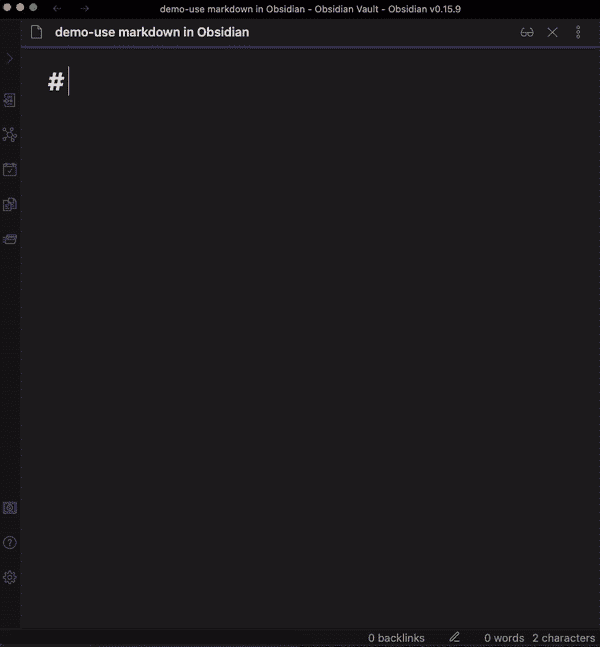 demo-use markdown in Obsidian - Obsidian Vault - Obsidian v0.15.9
demo-use markdown in Obsidian
#
0 backlinks 0 words 2 characters